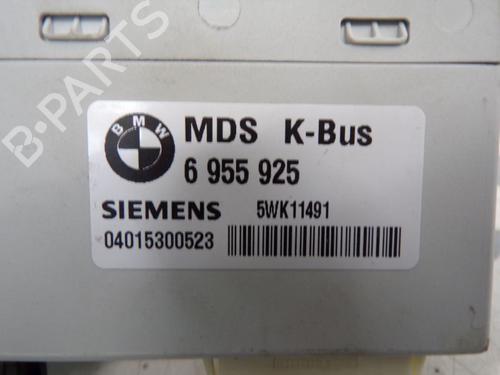 B-PARTS
BMW
MDS K-Bus
6 955 925
SIEMENS 5WK11491
04015300523